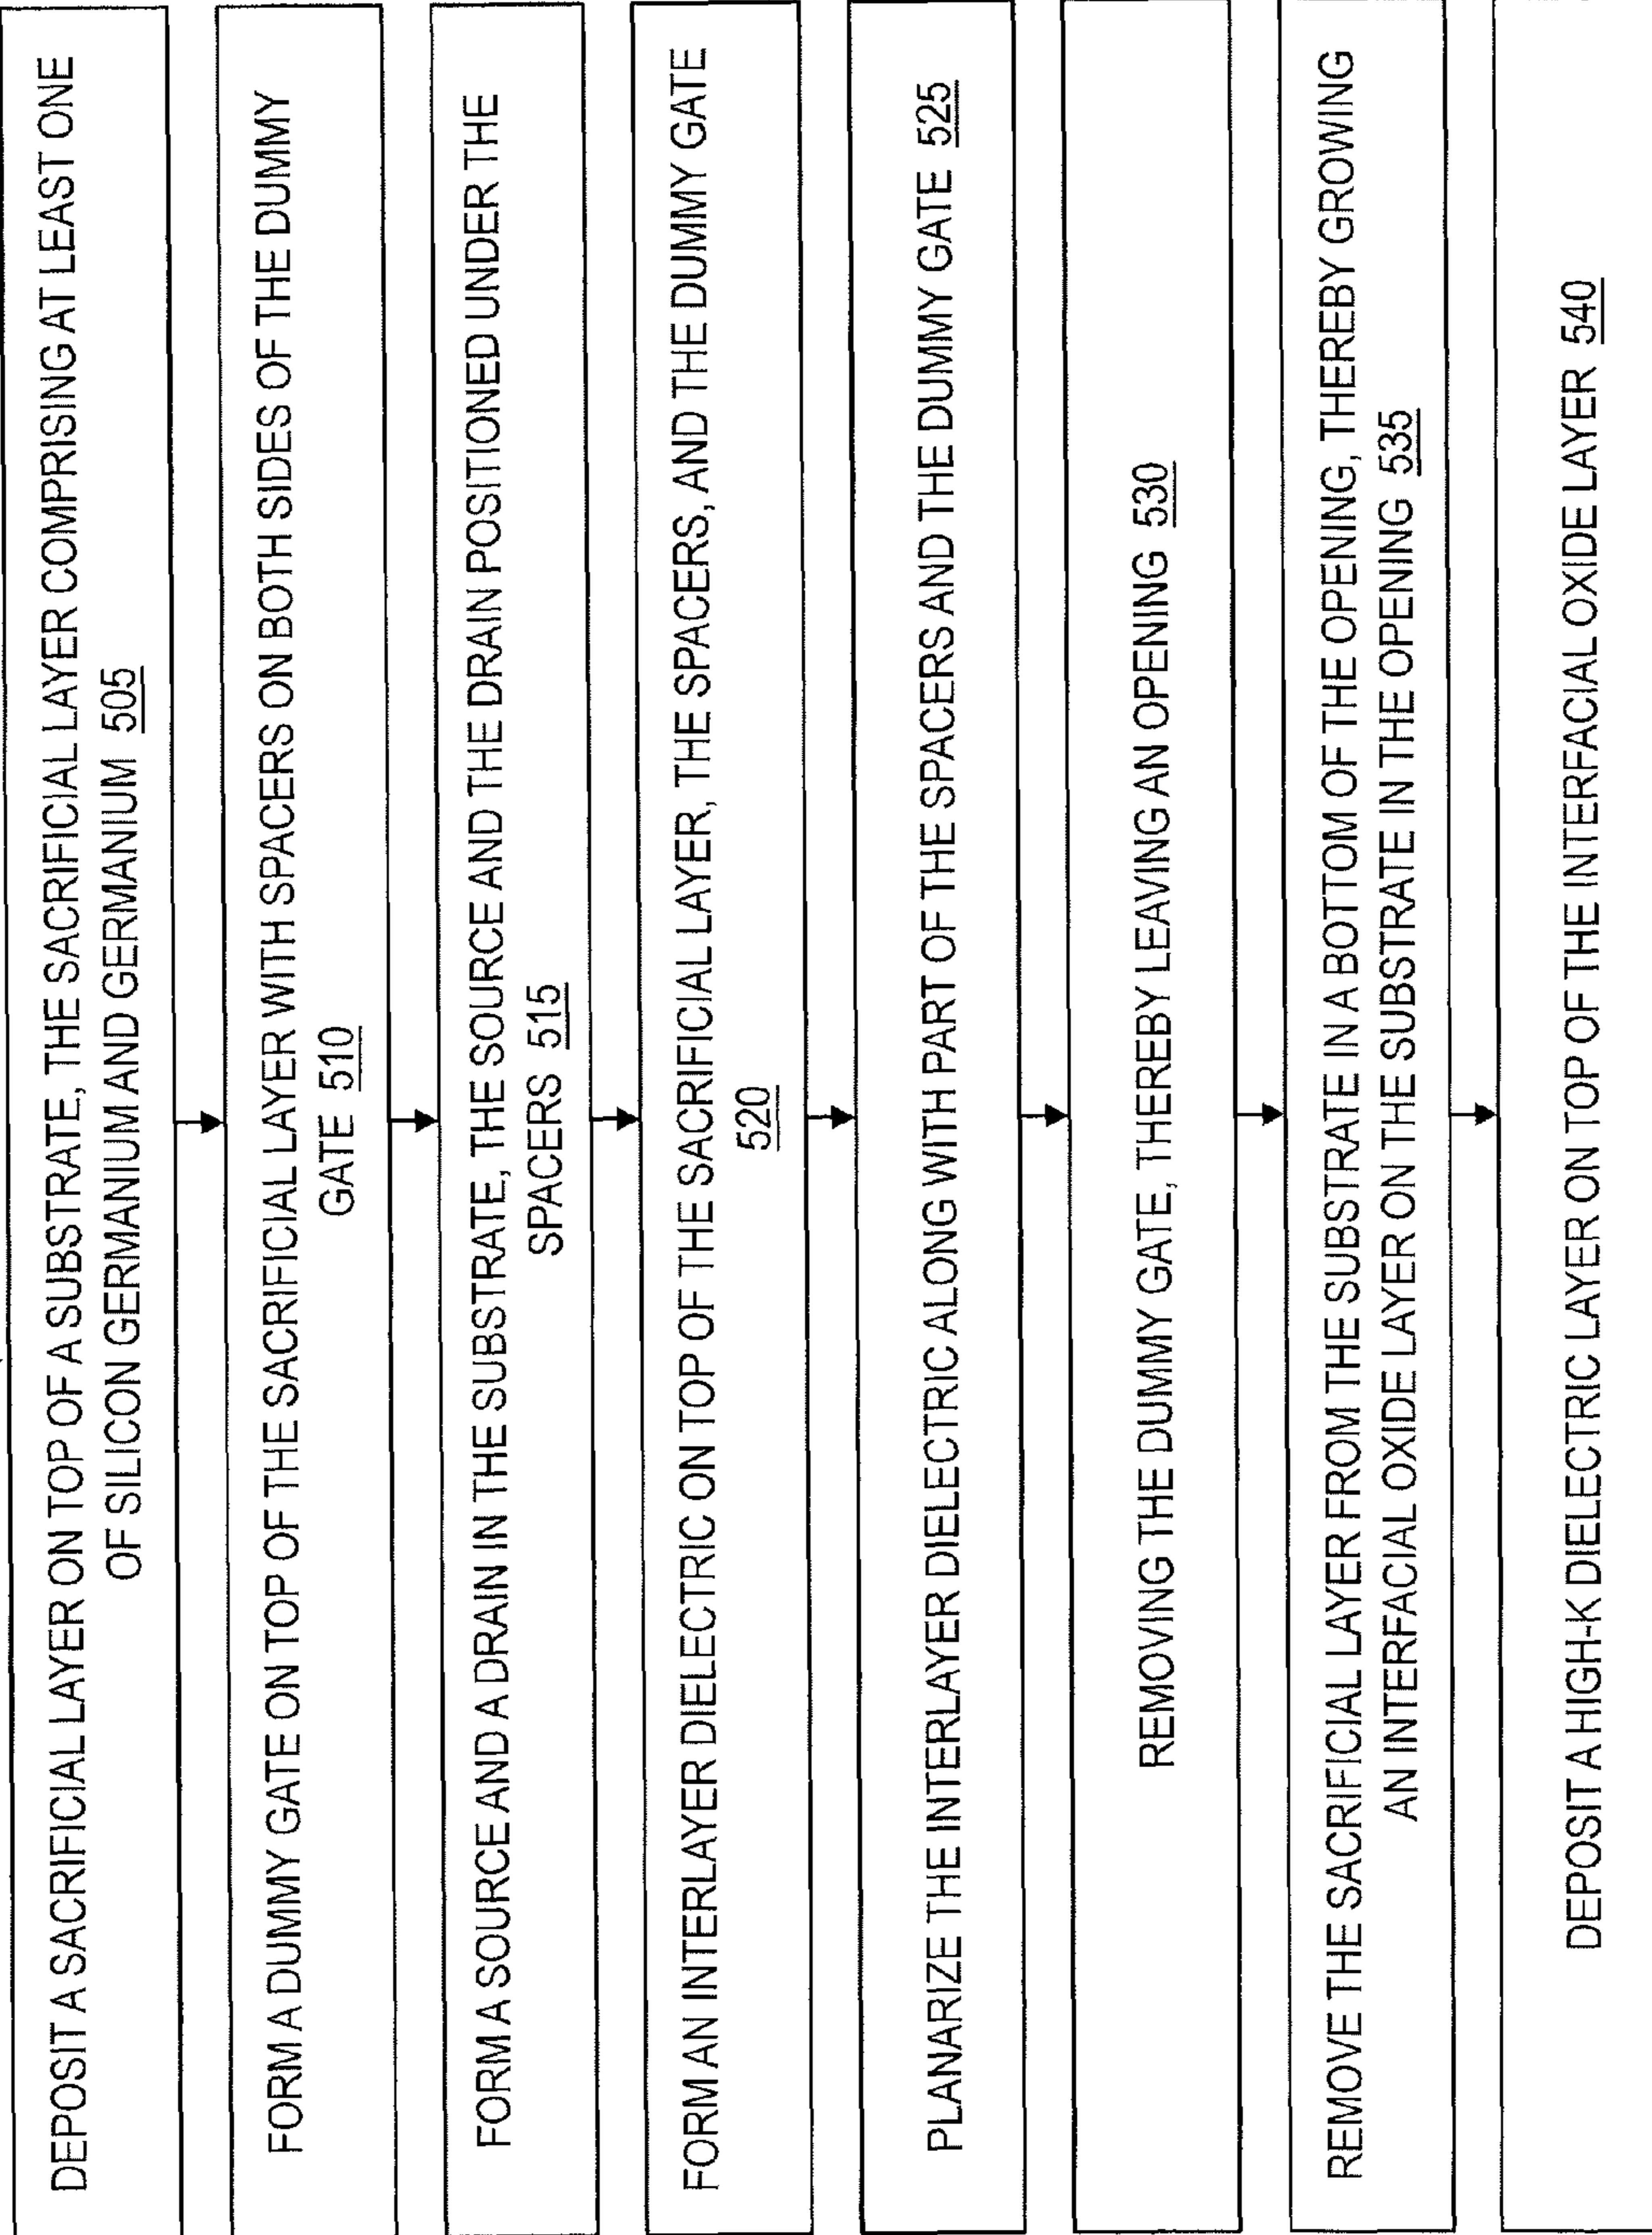 DEPOSIT A SACRIFICIAL LAYER ON TOP OF A SUBSTRATE, THE SACRIFICIAL LAYER COMPRISING AT LEAST ONE
OF SILICON GERMANIUM AND GERMANIUM 505
FORM A DUMMY GATE ON TOP OF THE SACRIFICIAL LAYER WITH SPACERS ON BOTH SIDES OF THE DUMMY
GATE 510
FORM A SOURCE AND A DRAIN IN THE SUBSTRATE, THE SOURCE AND THE DRAIN POSITIONED UNDER THE
SPACERS 515
FORM AN INTERLAYER DIELECTRIC ON TOP OF THE SACRIFICIAL LAYER, THE SPACERS, AND THE DUMMY GATE
520
PLANARIZE THE INTERLAYER DIELECTRIC ALONG WITH PART OF THE SPACERS AND THE DUMMY GATE 525
REMOVING THE DUMMY GATE, THEREBY LEAVING AN OPENING 530
REMOVE THE SACRIFICIAL LAYER FROM THE SUBSTRATE IN A BOTTOM OF THE OPENING, THEREBY GROWING
AN INTERFACIAL OXIDE LAYER ON THE SUBSTRATE IN THE OPENING 535
DEPOSIT A HIGH-K DIELECTRIC LAYER ON TOP OF THE INTERFACIAL OXIDE LAYER 540